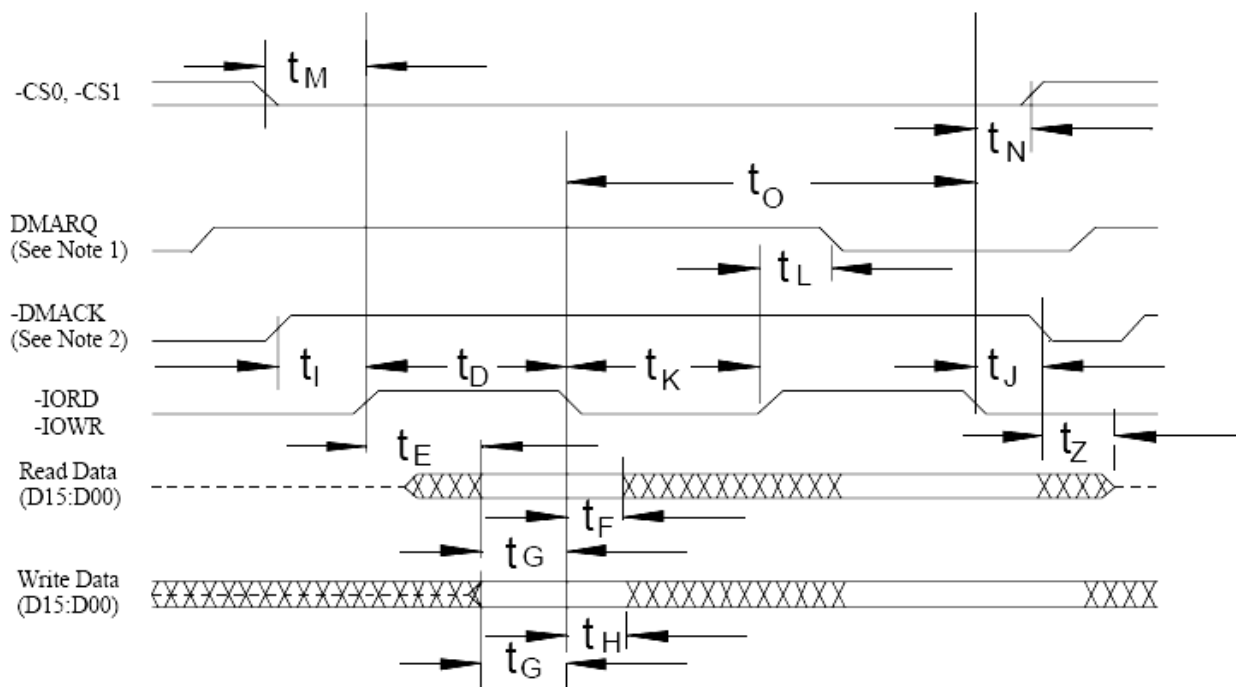 tM
-CS0, -CS1
tN
tO
DMARQ
(See Note 1)
tL
-DMACK
(See Note 2)
tI
tD
tK
tJ
-IORD
-IOWR
tE
tZ
Read Data
(D15:D00)
tF
tG
Write Data
(D15:D00)
tH
tG